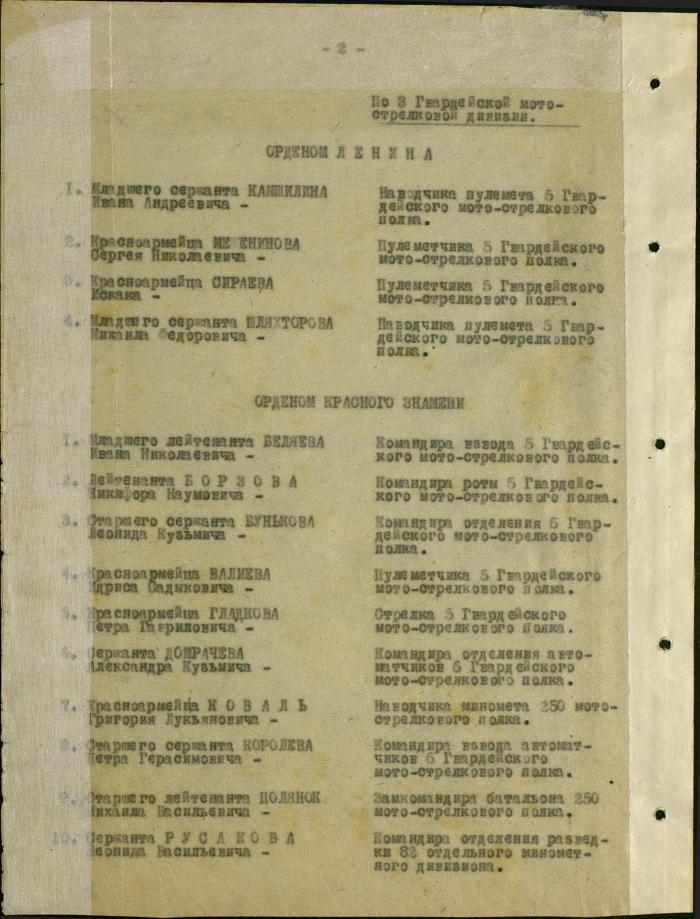 - 2 -
По 3 Гвардейской мото-
стрелковой дивизии.
ОРДЕНОМ Л Е Н И Н А
1. Младшего сержанта КАМШИЛИНА
Ивана Андреевича -
Наводчика пулемета 5 Гвар-
дейского мото-стрелкового
полка.
2. Красноармейца
Сергея Николаевича -
Пулеметчика 5 Гвардейского
мото-стрелкового полка.
3. Красноармейца СИРАЕВА
Искака -
Пулеметчика 5 Гвардейского
мото-стрелкового полка.
4. Младшего сержанта ШЛЯХТОРОВА
Михаила Федоровича -
Наводчика пулемета 5 Гвар-
дейского мото-стрелкового
полка.
ОРДЕНОМ КРАСНОГО ЗНАМЕНИ
1. Младшего лейтенанта БЕЛЯЕВА
Ивана Николаевича -
Командира взвода 5 Гвардейс-
кого мото-стрелкового полка.
2. Лейтенанта Б О Р З О В А
Никифора Наумовича -
Командира роты 5 Гвардейс-
кого мото-стрелкового полка.
3. Старшего сержанта БУНЬКОВА
Леонида Кузьмича -
Командира отделения 6 Гвар-
дейского мото-стрелкового
полка.
4. Красноармейца ВАЛИЕВА
Идриса Садыковича -
Пулеметчика 5 Гвардейского
мото-стрелкового полка.
5. Красноармейца ГЛАДКОВА
Петра Гавриловича -
Стрелка 5 Гвардейского
мото-стрелкового полка.
6. Сержанта ДОМРАЧЕВА
Александра Кузьмича -
Командира отделения авто-
матчиков 6 Гвардейского
мото-стрелкового полка.
7. Красноармейца К О В А Л Ь
Григория Лукьяновича -
Наводчика миномета 250 мото-
стрелкового полка.
8. Старшего сержанта КОРОЛЕВА
Петра Герасимовича -
Командира взвода автомат-
чиков 6 Гвардейского
мото-стрелкового полка.
9. Старшего лейтенанта ПОЛЯНОК
Михаила Васильевича -
Замкомандира батальона 250
мото-стрелкового полка.
10. Сержанта Р У С А К О В А
Леонида Васильевича -
Командира отделения развед-
ки 82 отдельного миномет-
ного дивизиона.